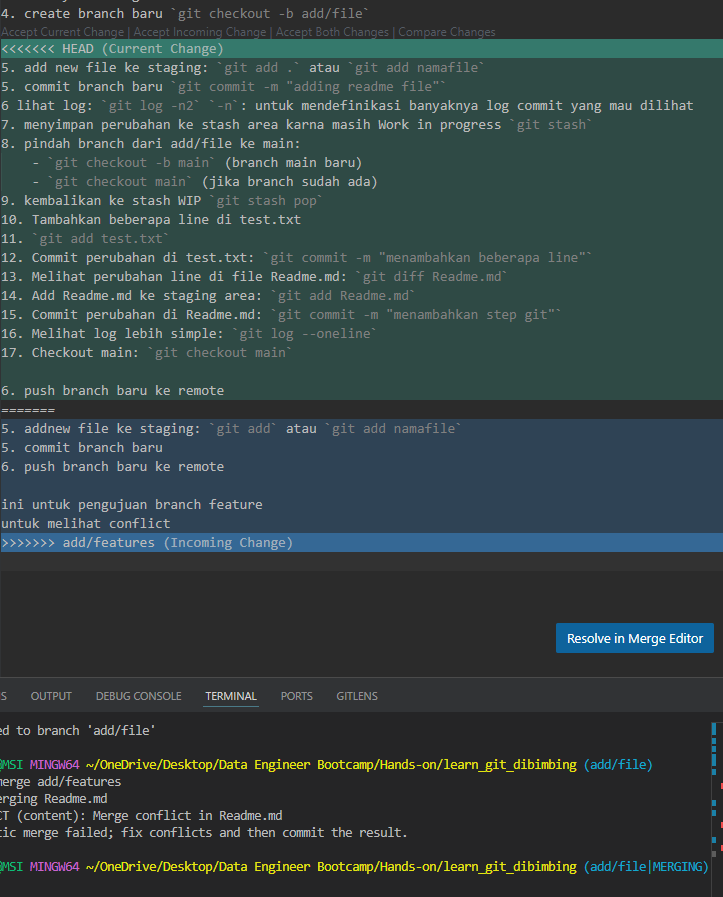 4. create branch baru `git checkout -b add/file`
Accept Current Change | Accept Incoming Change | Accept Both Changes | Compare Changes
<<<<<<< HEAD (Current Change)
5. add new file ke staging: `git add .` atau `git add namafile`
5. commit branch baru `git commit -m "adding readme file"`
6 lihat log: `git log -n2` `-n`: untuk mendefinikasi banyaknya log commit yang mau dilihat
7. menyimpan perubahan ke stash area karna masih Work in progress `git stash`
8. pindah branch dari add/file ke main:
    - `git checkout -b main` (branch main baru)
    - `git checkout main` (jika branch sudah ada)
9. kembalikan ke stash WIP `git stash pop`
10. Tambahkan beberapa line di test.txt
11. `git add test.txt`
12. Commit perubahan di test.txt: `git commit -m "menambahkan beberapa line"`
13. Melihat perubahan line di file Readme.md: `git diff Readme.md`
14. Add Readme.md ke staging area: `git add Readme.md`
15. Commit perubahan di Readme.md: `git commit -m "menambahkan step git"`
16. Melihat log lebih simple: `git log --oneline`
17. Checkout main: `git checkout main`
6. push branch baru ke remote
=======
5. addnew file ke staging: `git add` atau `git add namafile`
5. commit branch baru
6. push branch baru ke remote
ini untuk pengujuan branch feature
untuk melihat conflict
>>>>>>> add/features (Incoming Change)
Resolve in Merge Editor
S OUTPUT DEBUG CONSOLE TERMINAL PORTS GITLENS
ed to branch 'add/file'
@MSI MINGW64 ~/OneDrive/Desktop/Data Engineer Bootcamp/Hands-on/learn_git_dibimbing (add/file)
merge add/features
erging Readme.md
CT (content): Merge conflict in Readme.md
tic merge failed; fix conflicts and then commit the result.
@MSI MINGW64 ~/OneDrive/Desktop/Data Engineer Bootcamp/Hands-on/learn_git_dibimbing (add/file|MERGING)